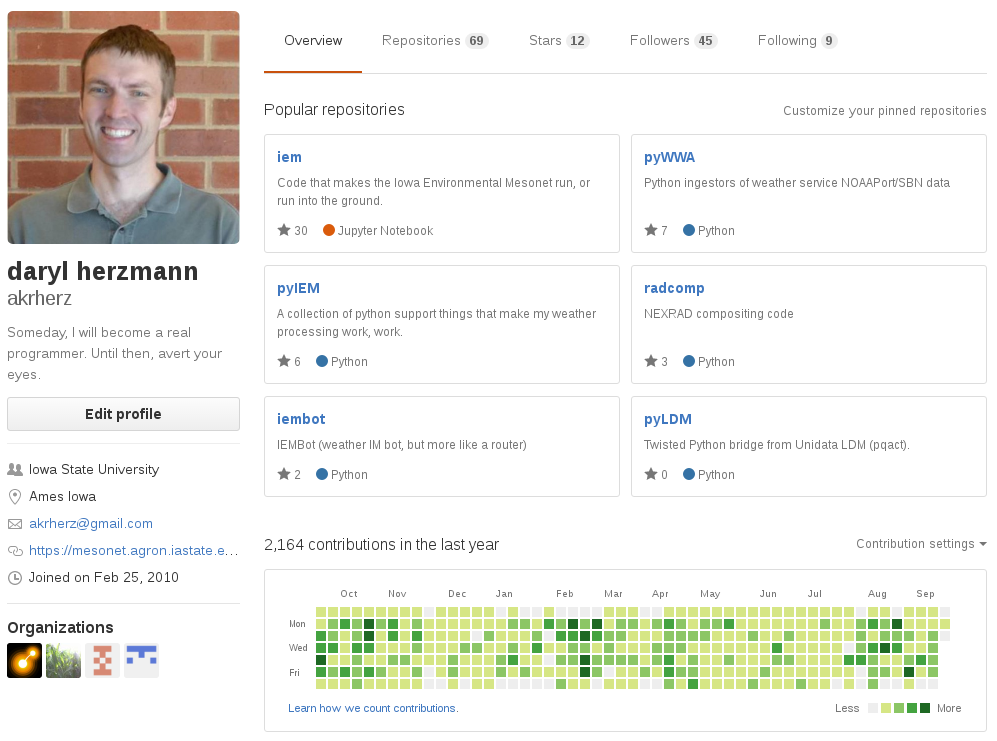 Overview Repositories 69 Stars 12 Followers 45 Following 9
daryl herzmann
akrherz
Someday, I will become a real
programmer. Until then, avert your
eyes.
Edit profile
Iowa State University
Ames Iowa
akrherz@gmail.com
https://mesonet.agron.iastate.e...
Joined on Feb 25, 2010
Organizations
Popular repositories
Customize your pinned repositories
iem
Code that makes the Iowa Environmental Mesonet run, or
run into the ground.
30 Jupyter Notebook
pyWWA
Python ingestors of weather service NOAAPort/SBN data
7 Python
pyIEM
A collection of python support things that make my weather
processing work, work.
6 Python
radcomp
NEXRAD compositing code
3 Python
iembot
IEMBot (weather IM bot, but more like a router)
2 Python
pyLDM
Twisted Python bridge from Unidata LDM (pqact).
0 Python
2,164 contributions in the last year
Contribution settings
Oct Nov Dec Jan Feb Mar Apr May Jun Jul Aug Sep
Mon
Wed
Fri
Learn how we count contributions.
Less More